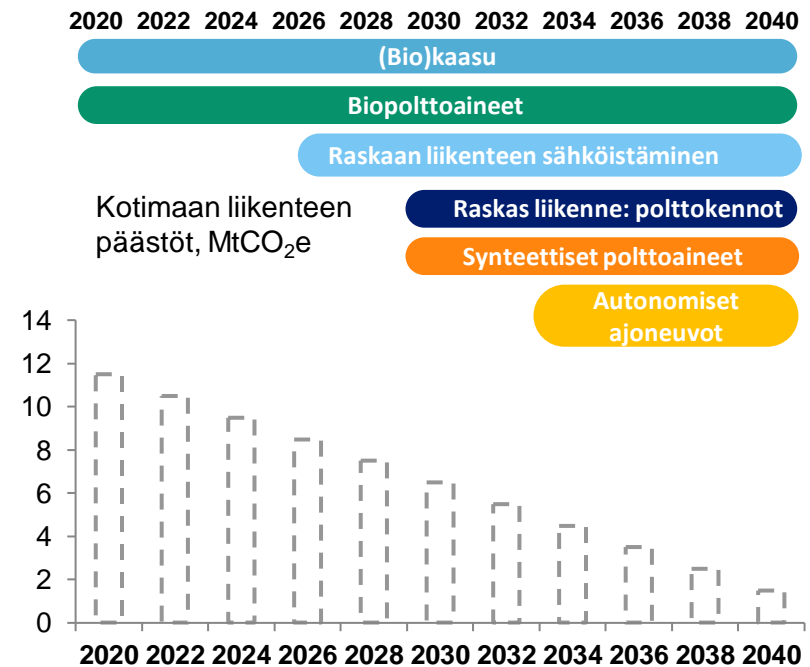 2020 2022 2024 2026 2028 2030 2032 2034 2036 2038 2040
(Bio)kaasu
Biopolttoaineet
Raskaan liikenteen sähköistäminen
Kotimaan liikenteen
päästöt, MtCO₂e
Raskas liikenne: polttokennot
Synteettiset polttoaineet
Autonomiset
ajoneuvot
14
12
10
8
6
4
2
0
2020 2022 2024 2026 2028 2030 2032 2034 2036 2038 2040